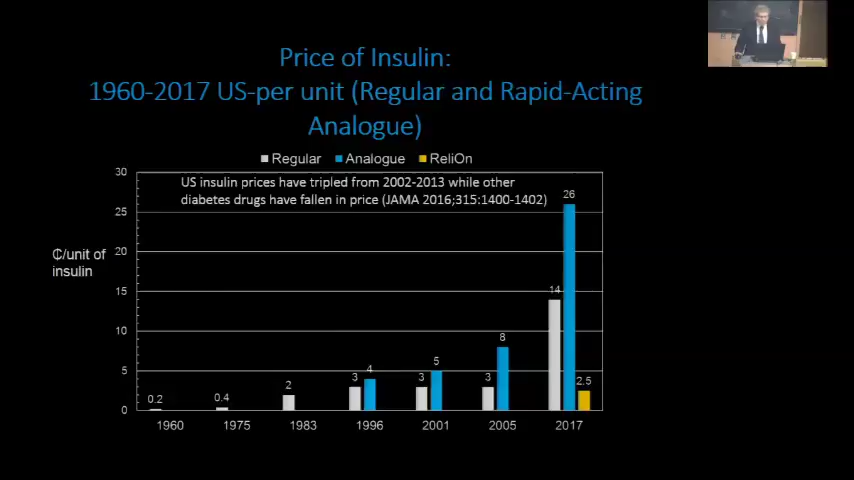 Price of Insulin:
1960-2017 US-per unit (Regular and Rapid-Acting
Analogue)
Regular Analogue ReliOn
US insulin prices have tripled from 2002-2013 while other
diabetes drugs have fallen in price (JAMA 2016;315:1400-1402)
₵/unit of
insulin
30
25
20
15
10
5
0
0.2
0.4
2
3
4
3
5
3
8
14
26
2.5
1960 1975 1983 1996 2001 2005 2017